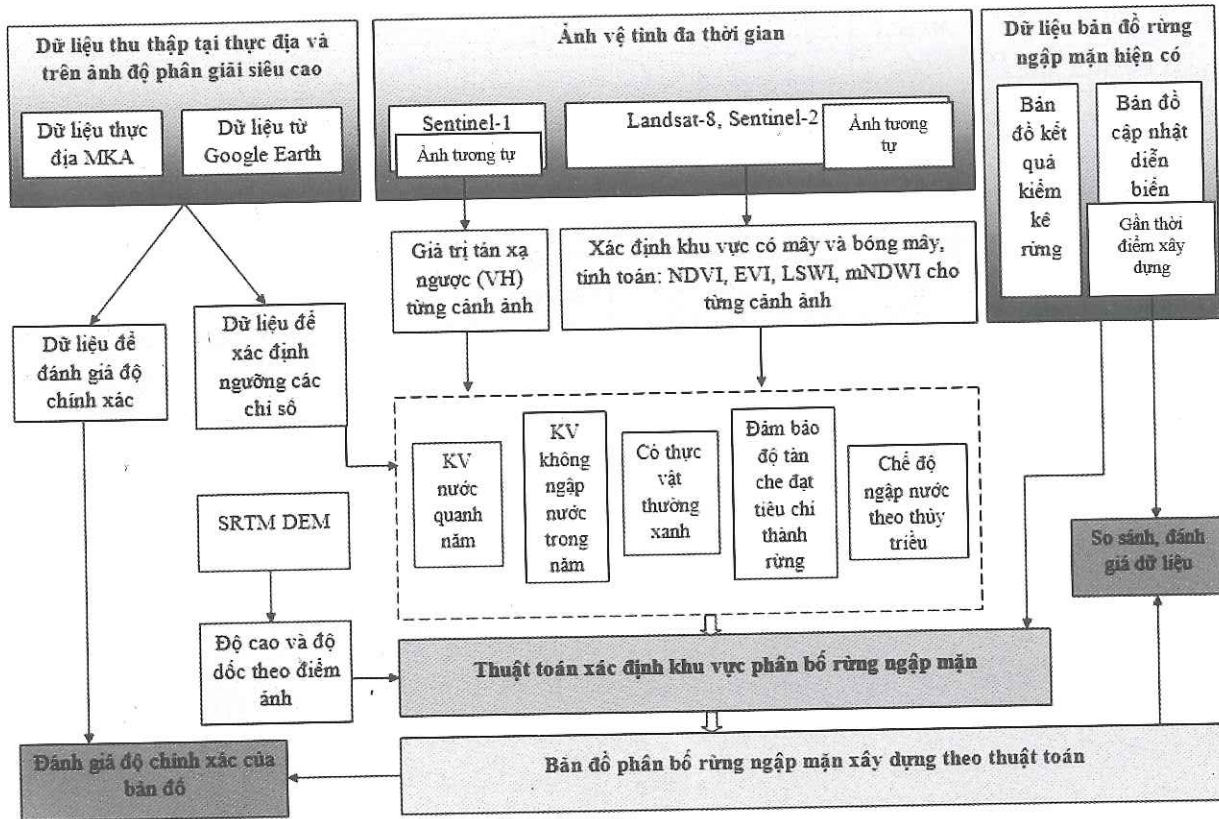 Dữ liệu thu thập tại thực địa và
trên ảnh độ phân giải siêu cao
Dữ liệu thực
địa MKA
Dữ liệu từ
Google Earth
Ảnh vệ tinh đa thời gian
Sentinel-1
Ảnh tương tự
Landsat-8, Sentinel-2
Ảnh tương
tự
Dữ liệu bản đồ rừng
ngập mặn hiện có
Bản
đồ kết
quả
kiểm
kê
rừng
Bản đồ
cập nhật
diễn
biến
Gần thời
điểm xây
dựng
Giá trị tán xạ
ngược (VH)
từng cảnh ảnh
Xác định khu vực có mây và bóng mây,
tính toán: NDVI, EVI, LSWI, mNDWI cho
từng cảnh ảnh
Dữ liệu để
đánh giá độ
chính xác
Dữ liệu để
xác định
ngưỡng các
chỉ số
KV
nước
quanh
năm
KV
không
ngập
nước
trong
năm
Có thực
vật
thường
xanh
Đảm bảo
độ tàn
che đạt
tiêu chí
thành
rừng
Chế độ
ngập nước
theo thủy
triều
SRTM DEM
So sánh, đánh
giá dữ liệu
Độ cao và độ
dốc theo điểm
ảnh
Thuật toán xác định khu vực phân bố rừng ngập mặn
Đánh giá độ chính xác của
bản đồ
Bản đồ phân bố rừng ngập mặn xây dựng theo thuật toán